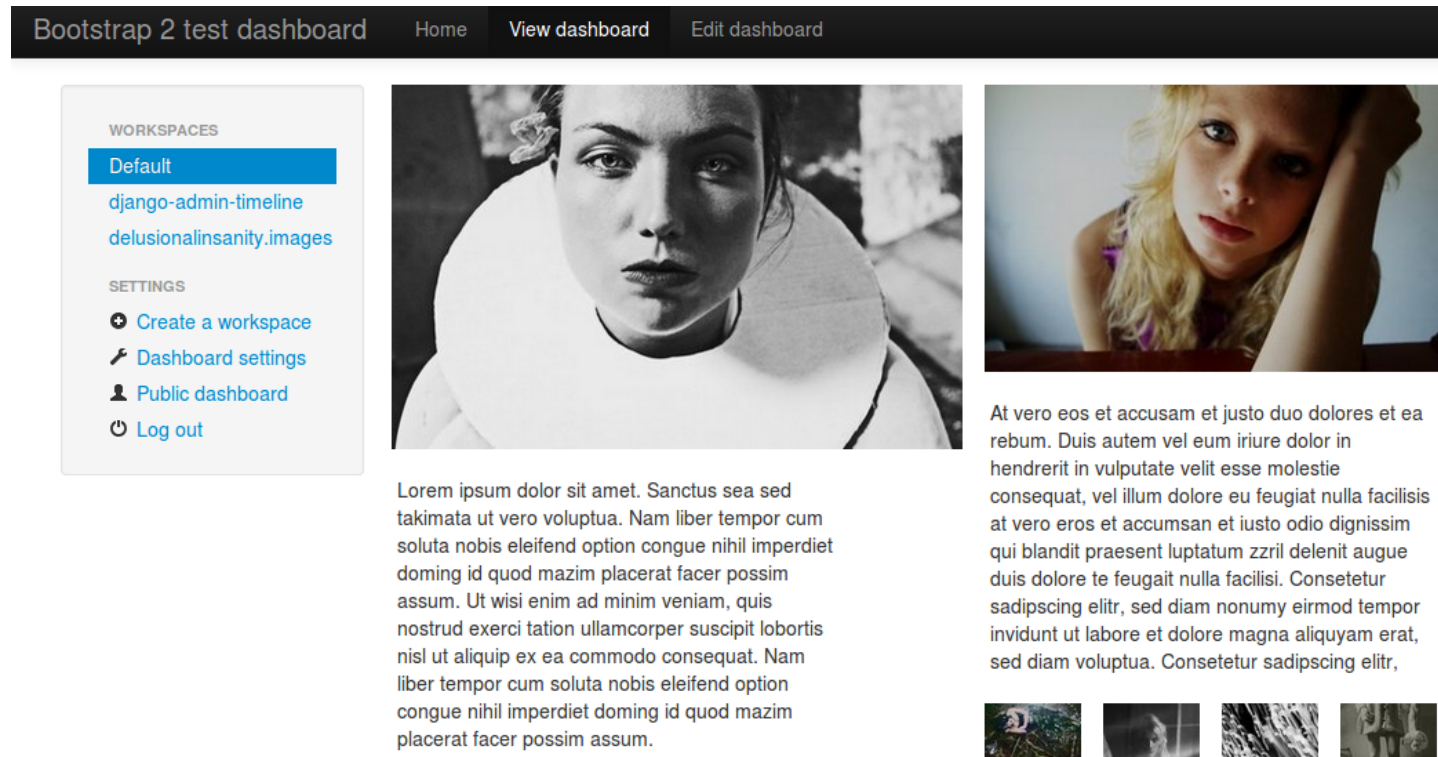 Bootstrap 2 test dashboard Home View dashboard Edit dashboard
WORKSPACES
Default
django-admin-timeline
delusionalinsanity.images
SETTINGS
Create a workspace
Dashboard settings
Public dashboard
Log out
Lorem ipsum dolor sit amet. Sanctus sea sed
takimata ut vero voluptua. Nam liber tempor cum
soluta nobis eleifend option congue nihil imperdiet
doming id quod mazim placerat facer possim
assum. Ut wisi enim ad minim veniam, quis
nostrud exerci tation ullamcorper suscipit lobortis
nisl ut aliquip ex ea commodo consequat. Nam
liber tempor cum soluta nobis eleifend option
congue nihil imperdiet doming id quod mazim
placerat facer possim assum.
At vero eos et accusam et justo duo dolores et ea
rebum. Duis autem vel eum iriure dolor in
hendrerit in vulputate velit esse molestie
consequat, vel illum dolore eu feugiat nulla facilisis
at vero eros et accumsan et iusto odio dignissim
qui blandit praesent luptatum zzril delenit augue
duis dolore te feugait nulla facilisi. Consetetur
sadipscing elitr, sed diam nonumy eirmod tempor
invidunt ut labore et dolore magna aliquyam erat,
sed diam voluptua. Consetetur sadipscing elitr,